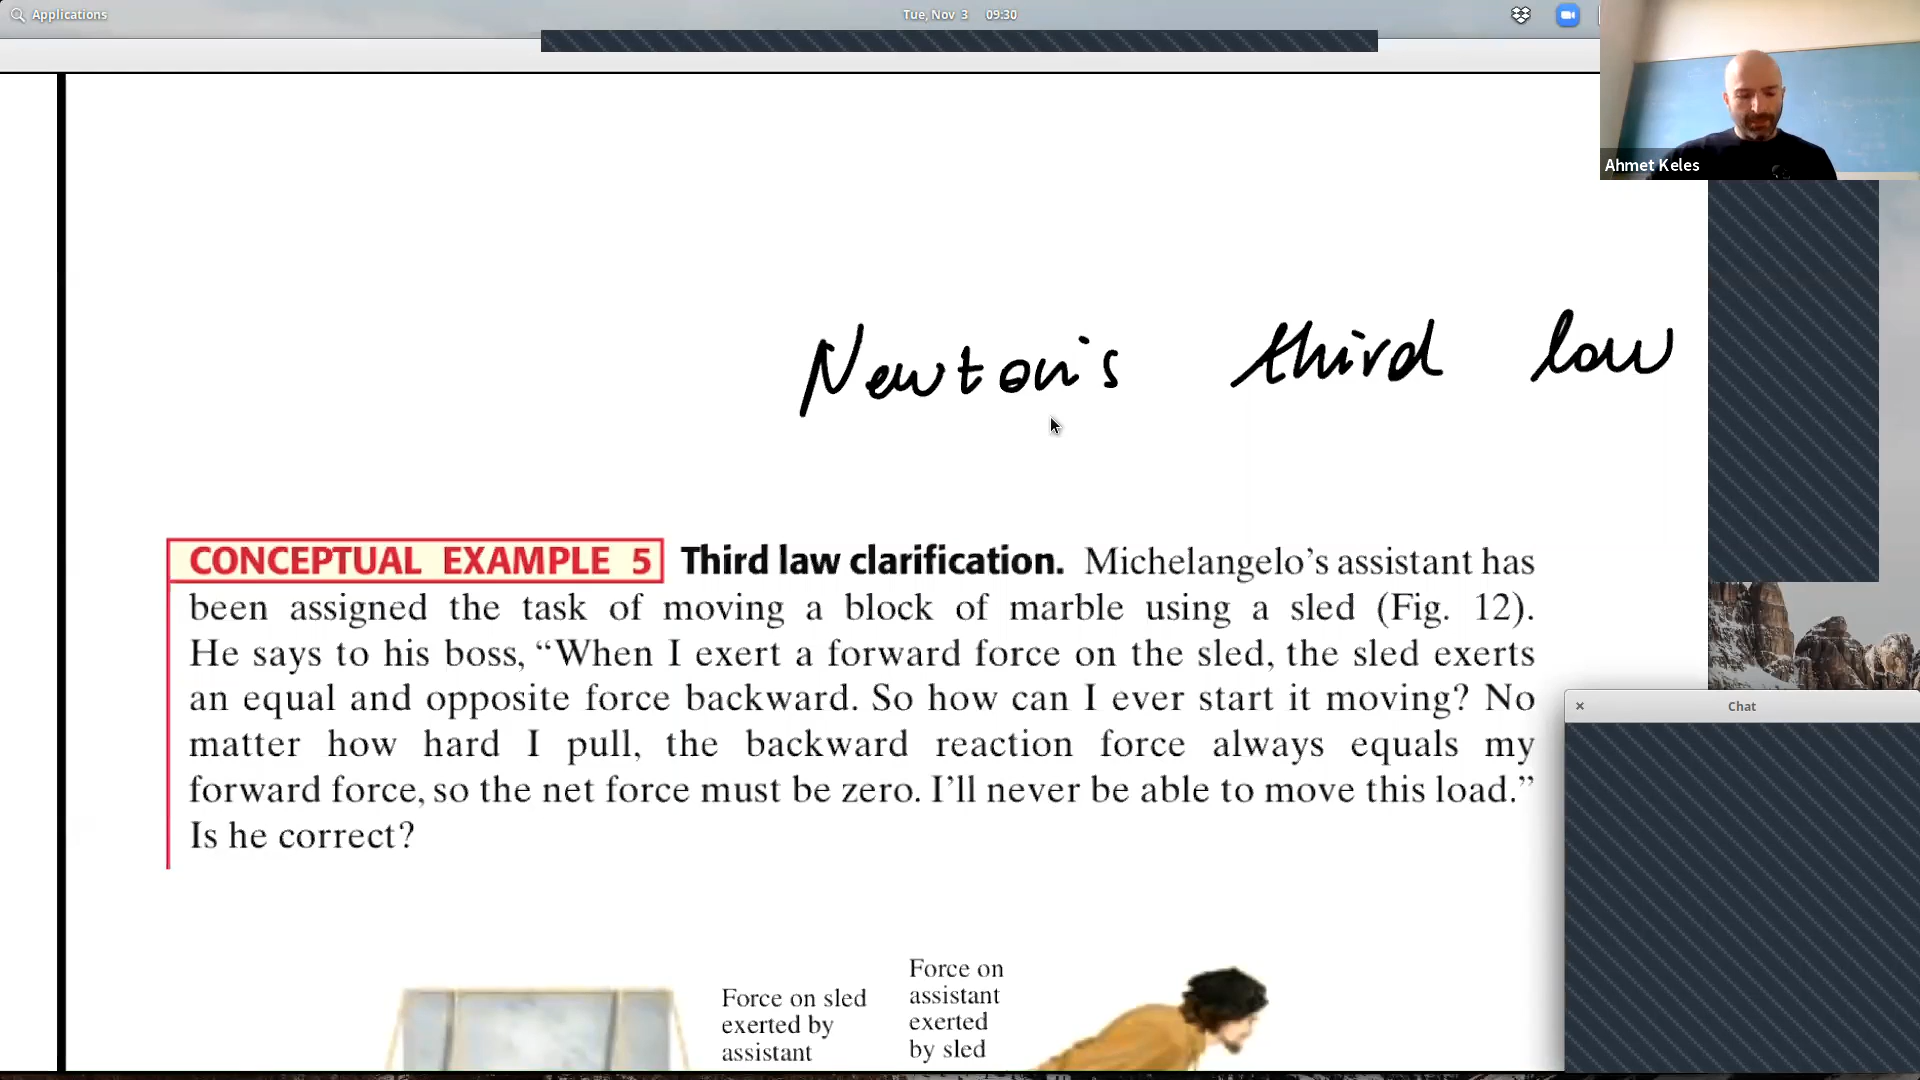 Applications
Tue, Nov 3 09:30
Ahmet Keles
Newton's third law
CONCEPTUAL EXAMPLE 5 Third law clarification. Michelangelo's assistant has
been assigned the task of moving a block of marble using a sled (Fig. 12).
He says to his boss, “When I exert a forward force on the sled, the sled exerts
an equal and opposite force backward. So how can I ever start it moving? No
matter how hard I pull, the backward reaction force always equals my
forward force, so the net force must be zero. I'll never be able to move this load.”
Is he correct?
Chat
Force on sled
exerted by
assistant
Force on
assistant
exerted
by sled